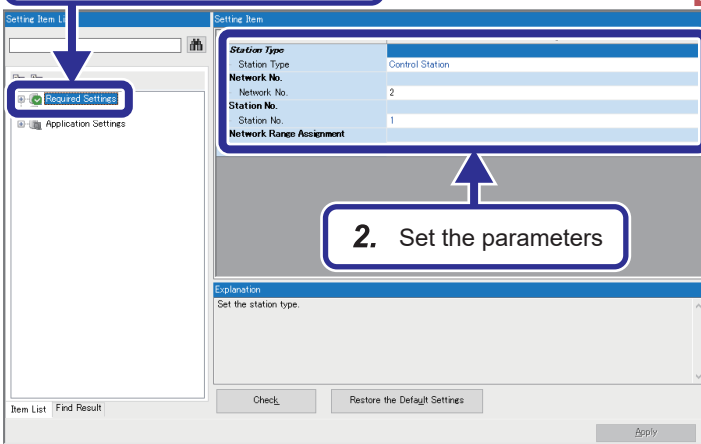 Setting Item Li
Setting Item
Station Type
Station Type Control Station
Network No.
Network No. 2
Station No.
Station No. 1
Network Range Assignment
Required Settings
Application Settings
2. Set the parameters
Explanation
Set the station type.
Check
Restore the Default Settings
Item List Find Result
Apply